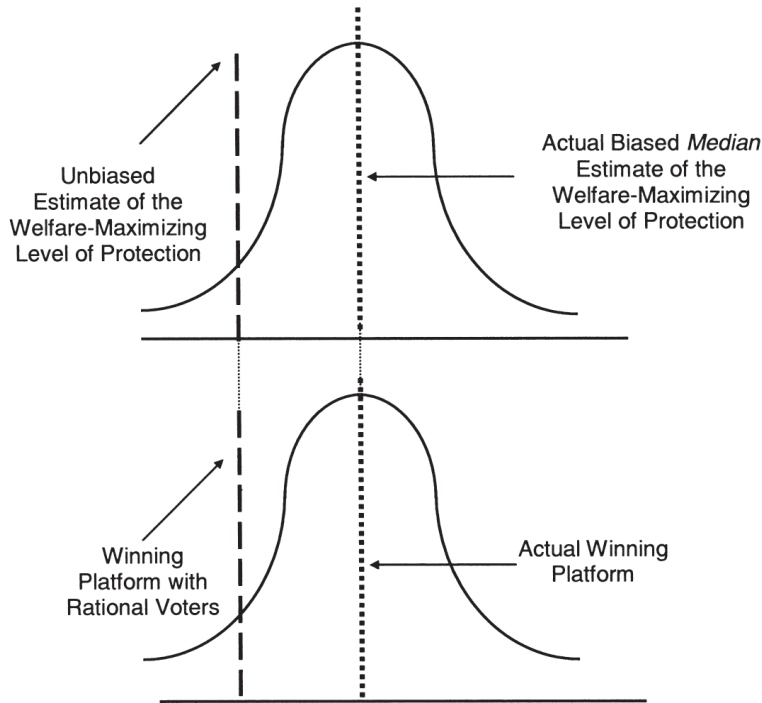 Unbiased
Estimate of the
Welfare-Maximizing
Level of Protection
Actual Biased Median
Estimate of the
Welfare-Maximizing
Level of Protection
Winning
Platform with
Rational Voters
Actual Winning
Platform